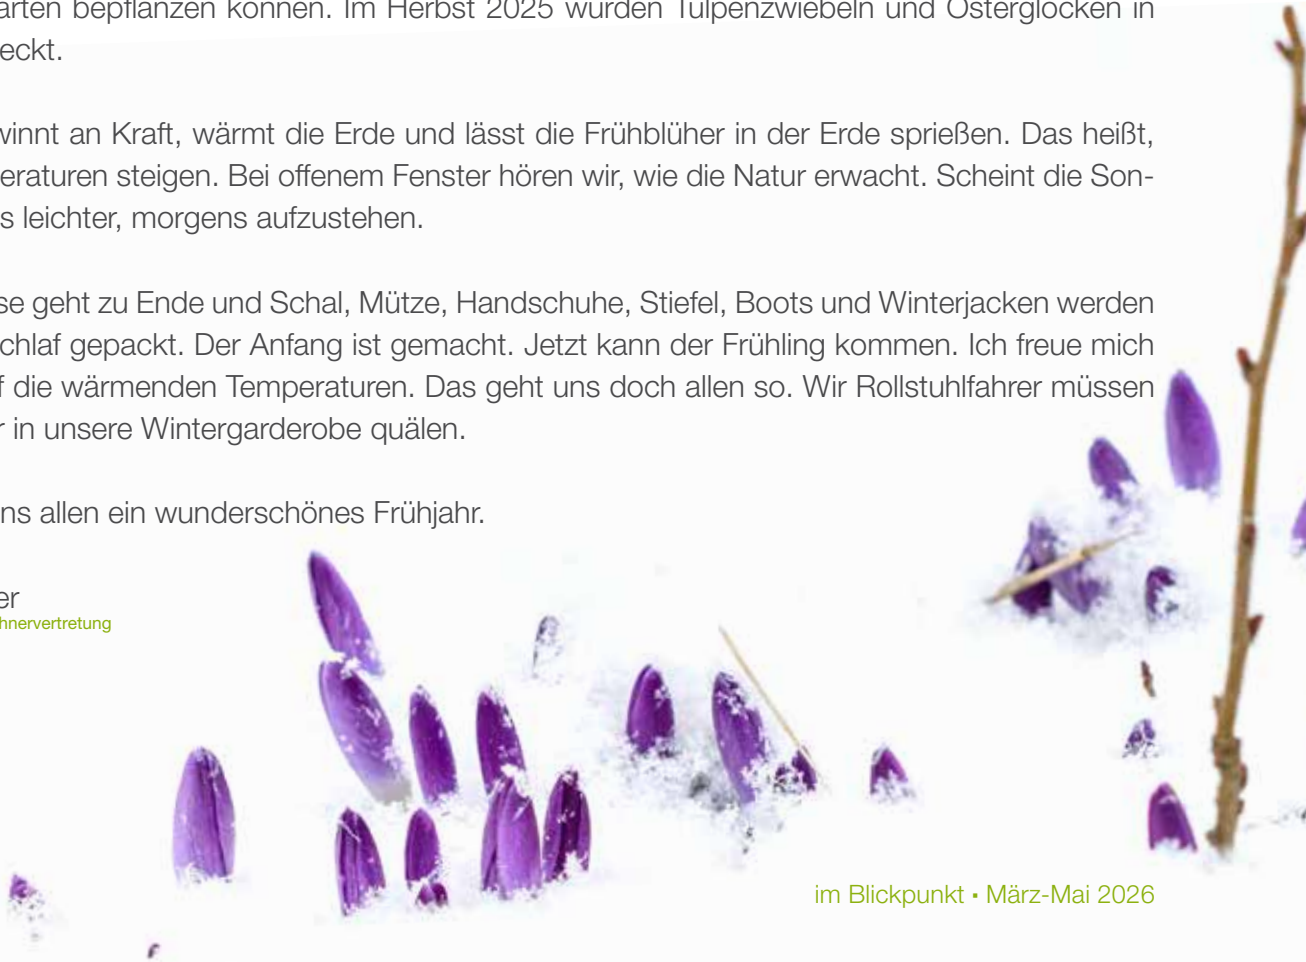 arten bepflanzen können. Im Herbst 2025 wurden Tulpenzwiebeln und Osterglocken in
eckt.
winnt an Kraft, wärmt die Erde und lässt die Frühblüher in der Erde sprießen. Das heißt,
eraturen steigen. Bei offenem Fenster hören wir, wie die Natur erwacht. Scheint die Son-
s leichter, morgens aufzustehen.
se geht zu Ende und Schal, Mütze, Handschuhe, Stiefel, Boots und Winterjacken werden
chlaf gepackt. Der Anfang ist gemacht. Jetzt kann der Frühling kommen. Ich freue mich
f die wärmenden Temperaturen. Das geht uns doch allen so. Wir Rollstuhlfahrer müssen
r in unsere Wintergarderobe quälen.
ns allen ein wunderschönes Frühjahr.
er
hnervertretung
im Blickpunkt • März-Mai 2026